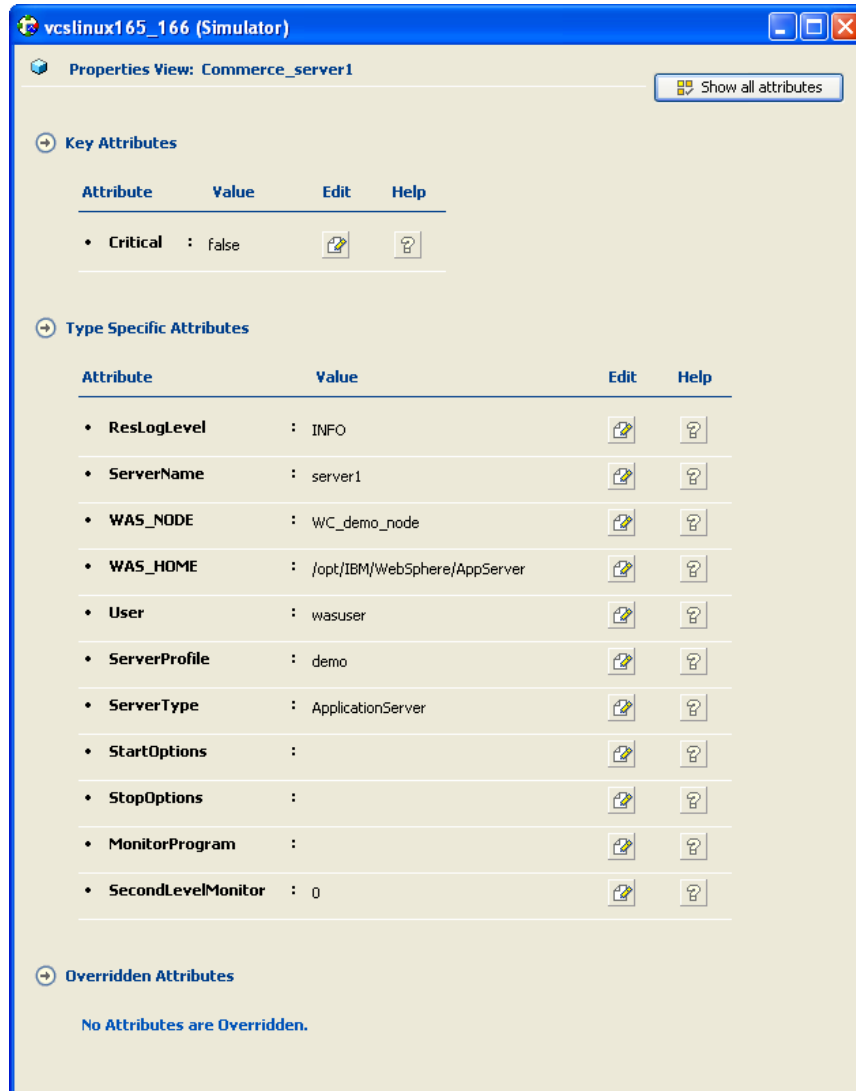 vcslinux165_166 (Simulator)
Properties View: Commerce_server1
Show all attributes
Key Attributes
Attribute Value Edit Help
• Critical : false
Type Specific Attributes
Attribute Value Edit Help
• ResLogLevel : INFO
• ServerName : server1
• WAS_NODE : WC_demo_node
• WAS_HOME : /opt/IBM/WebSphere/AppServer
• User : wasuser
• ServerProfile : demo
• ServerType : ApplicationServer
• StartOptions :
• StopOptions :
• MonitorProgram :
• SecondLevelMonitor : 0
Overridden Attributes
No Attributes are Overridden.